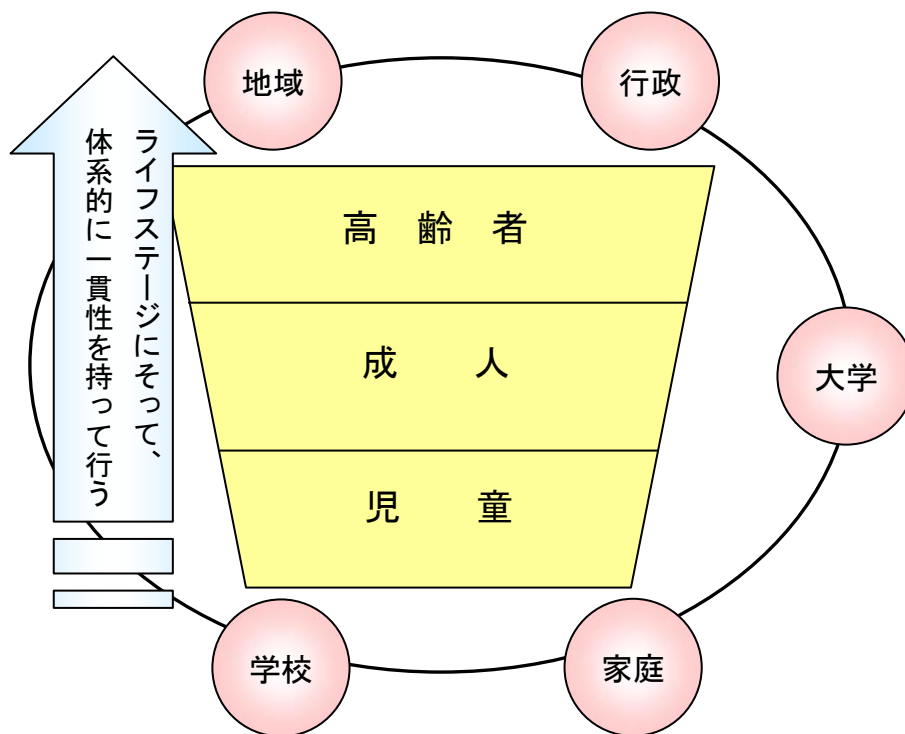 地域
行政
ライフステージにそって、
体系的に一貫性を持って行う
高　齢　者
成　　人
大学
児　　童
学校
家庭